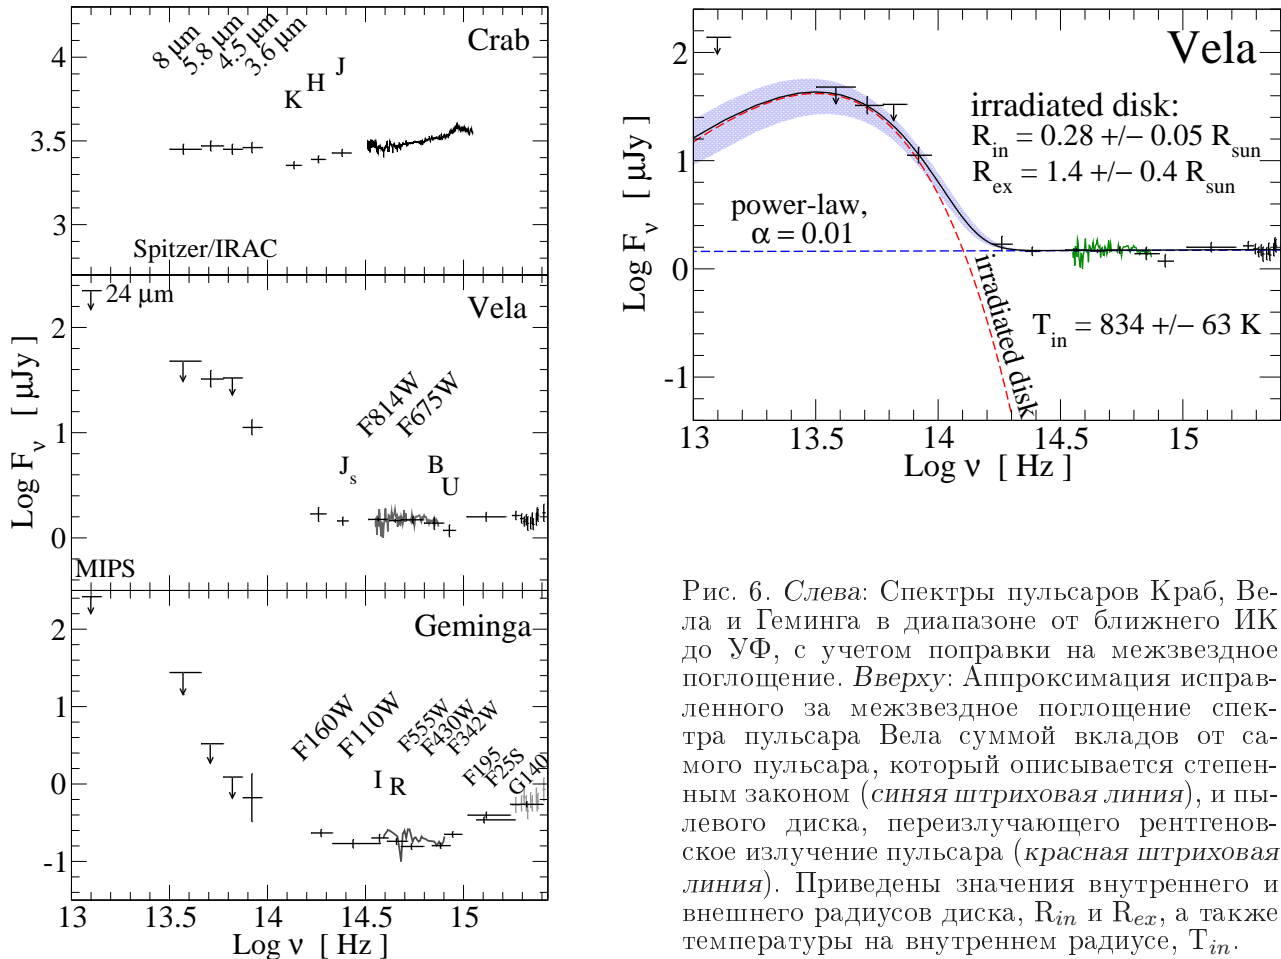 Crab
8 μm
5.8 μm
4.5 μm
3.6 μm
K
H
J
4
3.5
3
Spitzer/IRAC
Vela
24 μm
2
1
0
F814W
F675W
J_s
B
U
MIPS
Log F_ν [ μJy ]
Geminga
2
1
0
-1
F160W
F110W
I
R
F555W
F430W
F342W
F195
F25S
G140
13
13.5
14
14.5
15
Log ν [ Hz ]
Vela
2
1
0
-1
Log F_ν [ μJy ]
irradiated disk:
R_in = 0.28 +/− 0.05 R_sun
R_ex = 1.4 +/− 0.4 R_sun
power-law,
α = 0.01
irradiated disk
T_in = 834 +/− 63 K
13
13.5
14
14.5
15
Log ν [ Hz ]
Рис. 6. Слева: Спектры пульсаров Краб, Ве-
ла и Геминга в диапазоне от ближнего ИК
до УФ, с учетом поправки на межзвездное
поглощение. Вверху: Аппроксимация исправ-
ленного за межзвездное поглощение спек-
тра пульсара Вела суммой вкладов от са-
мого пульсара, который описывается степен-
ным законом (синяя штриховая линия), и пы-
левого диска, переизлучающего рентгенов-
ское излучение пульсара (красная штриховая
линия). Приведены значения внутреннего и
внешнего радиусов диска, R_in и R_ex, а также
температуры на внутреннем радиусе, T_in.